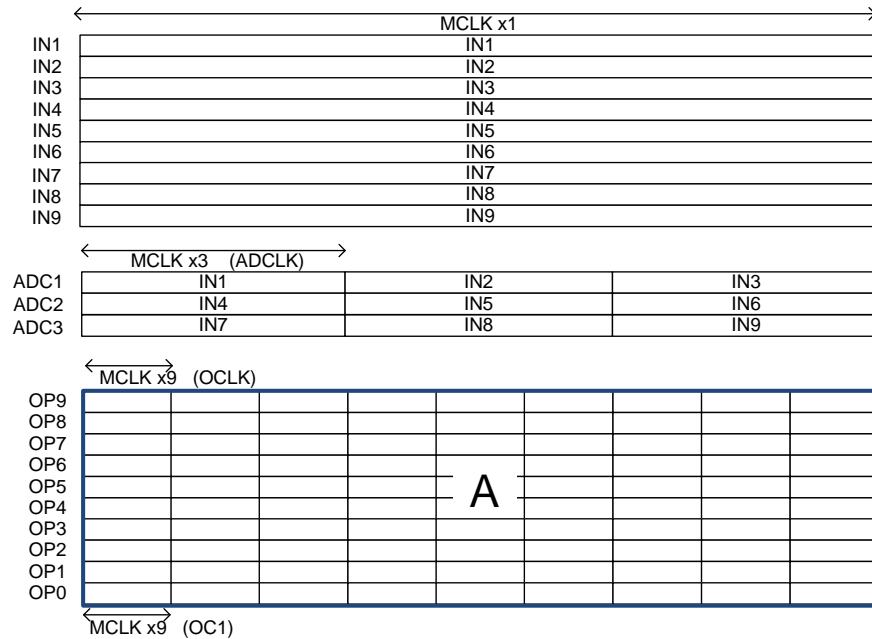 MCLK x1
IN1 IN1
IN2 IN2
IN3 IN3
IN4 IN4
IN5 IN5
IN6 IN6
IN7 IN7
IN8 IN8
IN9 IN9
MCLK x3 (ADCLK)
ADC1 IN1 IN2 IN3
ADC2 IN4 IN5 IN6
ADC3 IN7 IN8 IN9
MCLK x9 (OCLK)
OP9
OP8
OP7
OP6
OP5
A
OP4
OP3
OP2
OP1
OP0
MCLK x9 (OC1)